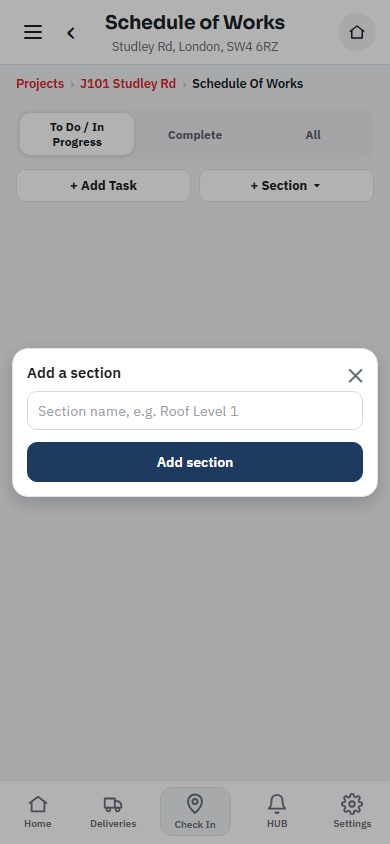 Schedule of Works
Studley Rd, London, SW4 6RZ
Projects › J101 Studley Rd › Schedule Of Works
To Do / In
Progress
Complete
All
+ Add Task
+ Section
Add a section
Section name, e.g. Roof Level 1
Add section
Home
Deliveries
Check In
HUB
Settings